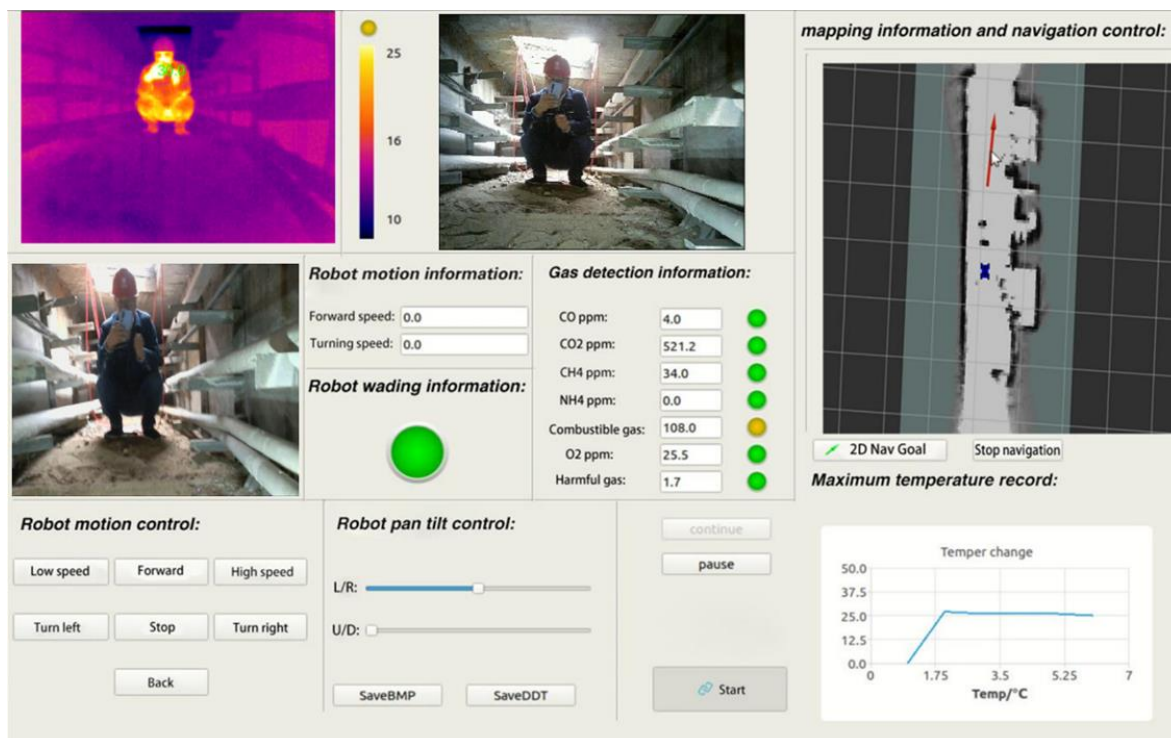 mapping information and navigation control:
25
16
10
Robot motion information:
Forward speed: 0.0
Turning speed: 0.0
Robot wading information:
Gas detection information:
CO ppm: 4.0
CO2 ppm: 521.2
CH4 ppm: 34.0
NH4 ppm: 0.0
Combustible gas: 108.0
O2 ppm: 25.5
Harmful gas: 1.7
2D Nav Goal Stop navigation
Maximum temperature record:
Robot motion control:
Low speed Forward High speed
Turn left Stop Turn right
Back
Robot pan tilt control:
L/R:
U/D:
SaveBMP SaveDDT
continue
pause
Start
Temper change
50.0
37.5
25.0
12.5
0.0
0 1.75 3.5 5.25 7
Temp/°C